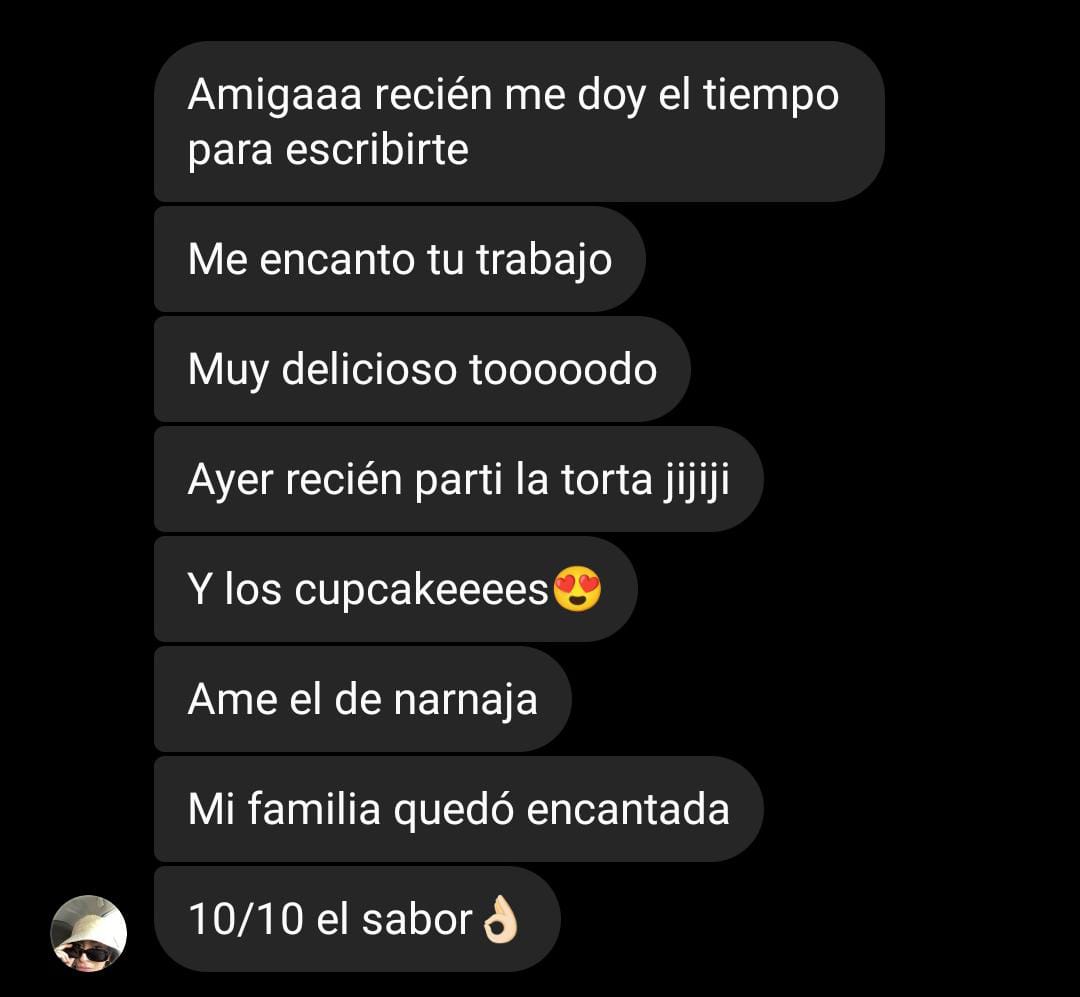 Amigaaa recién me doy el tiempo
para escribirte
Me encanto tu trabajo
Muy delicioso tooooodo
Ayer recién parti la torta jijiji
Y los cupcakeeees😍
Ame el de narnaja
Mi familia quedó encantada
10/10 el sabor👌🏻